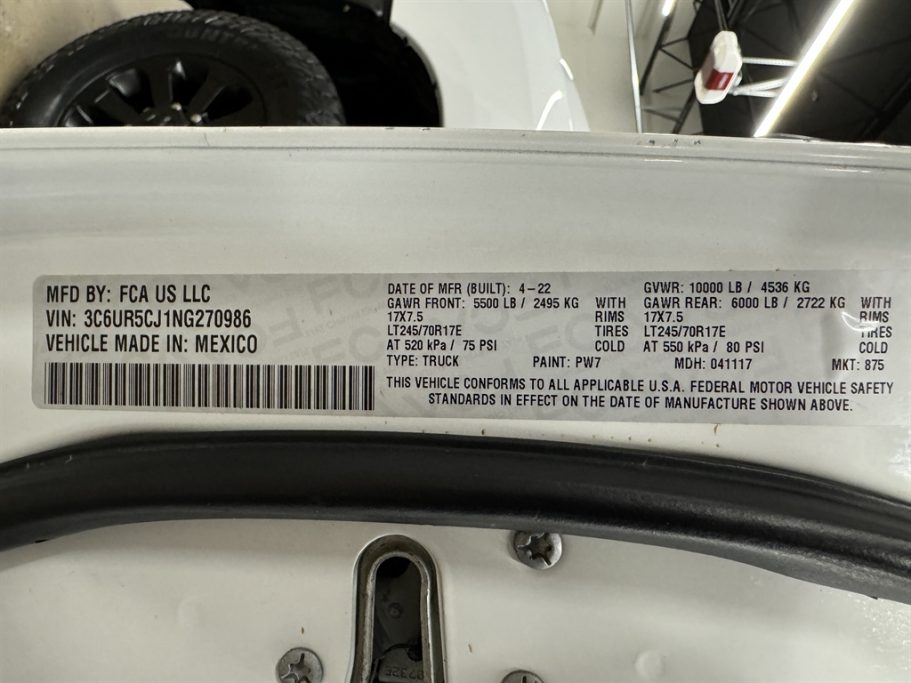 MFD BY: FCA US LLC
VIN: 3C6UR5CJ1NG270986
VEHICLE MADE IN: MEXICO
DATE OF MFR (BUILT): 4-22
GAWR FRONT: 5500 LB / 2495 KG
17X7.5
LT245/70R17E
AT 520 kPa / 75 PSI
WITH
RIMS
TIRES
COLD
GVWR: 10000 LB / 4536 KG
GAWR REAR: 6000 LB / 2722 KG
17X7.5
LT245/70R17E
AT 550 kPa / 80 PSI
WITH
RIMS
TIRES
COLD
TYPE: TRUCK PAINT: PW7 MDH: 041117 MKT: 875
THIS VEHICLE CONFORMS TO ALL APPLICABLE U.S.A. FEDERAL MOTOR VEHICLE SAFETY
STANDARDS IN EFFECT ON THE DATE OF MANUFACTURE SHOWN ABOVE.